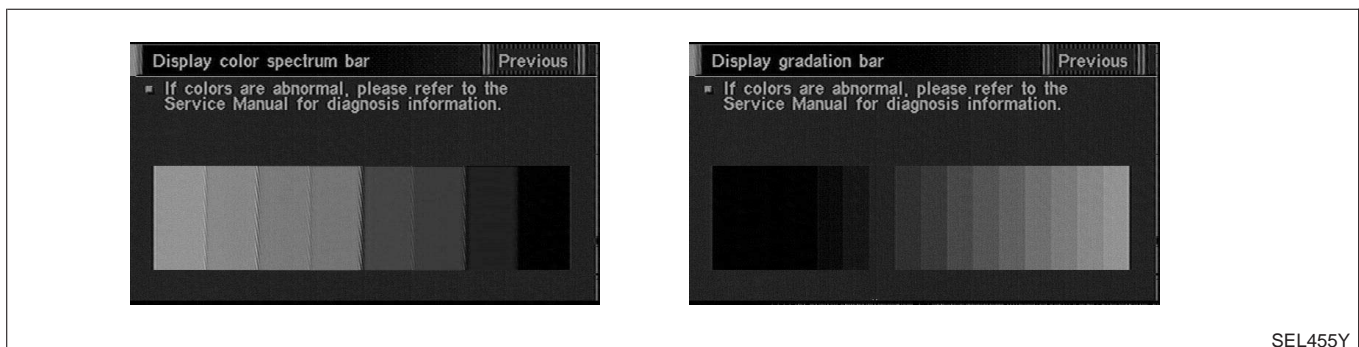 Display color spectrum bar
Previous
If colors are abnormal, please refer to the
Service Manual for diagnosis information.
Display gradation bar
Previous
If colors are abnormal, please refer to the
Service Manual for diagnosis information.
SEL455Y